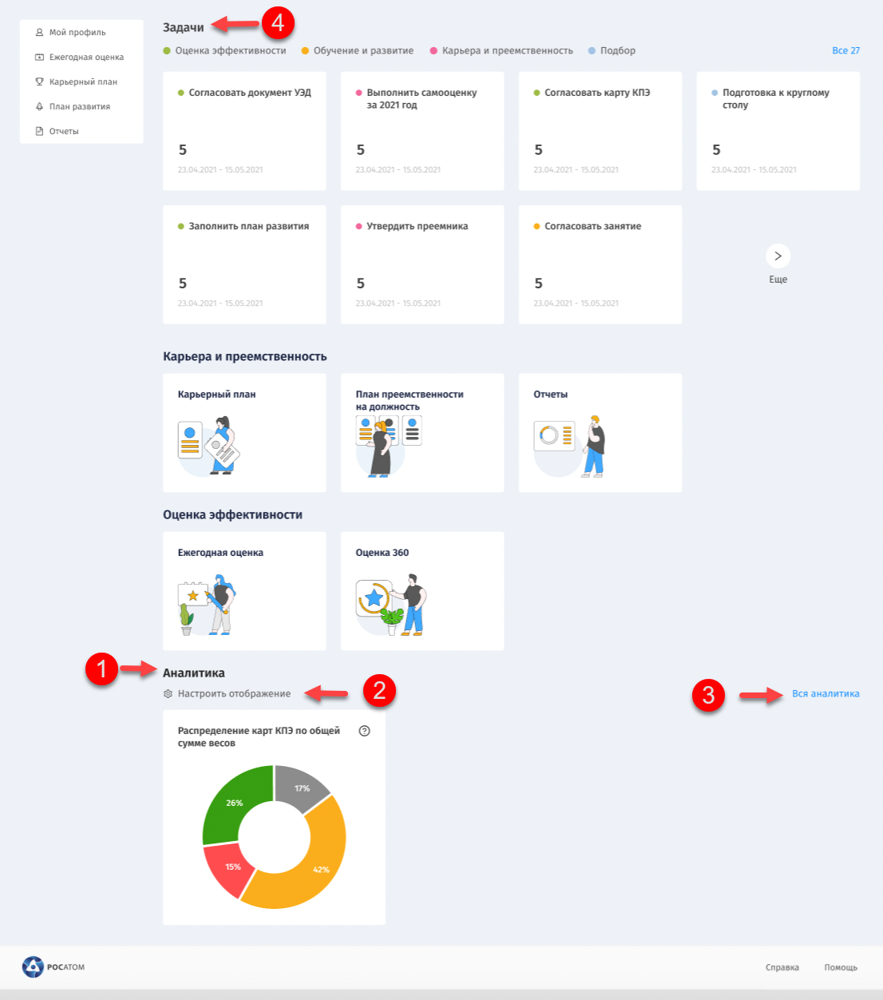 Мой профиль
Ежегодная оценка
Карьерный план
План развития
Отчеты
Задачи
4
Оценка эффективности
Обучение и развитие
Карьера и преемственность
Подбор
Все 27
Согласовать документ УЭД
5
23.04.2021 - 15.05.2021
Выполнить самооценку
за 2021 год
5
23.04.2021 - 15.05.2021
Согласовать карту КПЭ
5
23.04.2021 - 15.05.2021
Подготовка к круглому
столу
5
23.04.2021 - 15.05.2021
Заполнить план развития
5
23.04.2021 - 15.05.2021
Утвердить преемника
5
23.04.2021 - 15.05.2021
Согласовать занятие
5
23.04.2021 - 15.05.2021
Еще
Карьера и преемственность
Карьерный план
План преемственности
на должность
Отчеты
Оценка эффективности
Ежегодная оценка
Оценка 360
1
Аналитика
Настроить отображение
2
3
Вся аналитика
Распределение карт КПЭ по общей
сумме весов
?
17%
26%
15%
42%
РОСАТОМ
Справка
Помощь